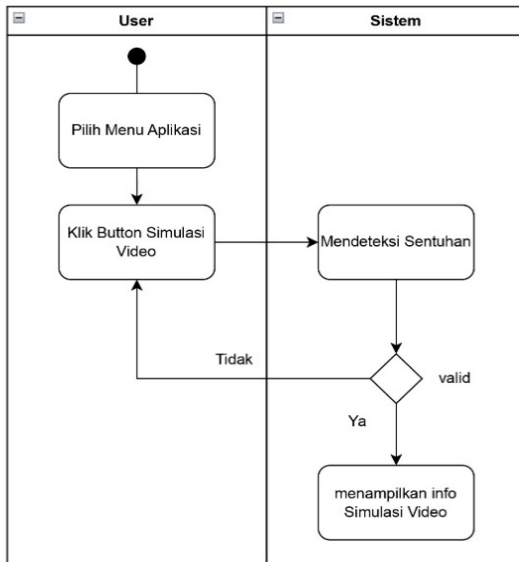 User
Sistem
Pilih Menu Aplikasi
Klik Button Simulasi
Video
Mendeteksi Sentuhan
Tidak
valid
Ya
menampilkan info
Simulasi Video